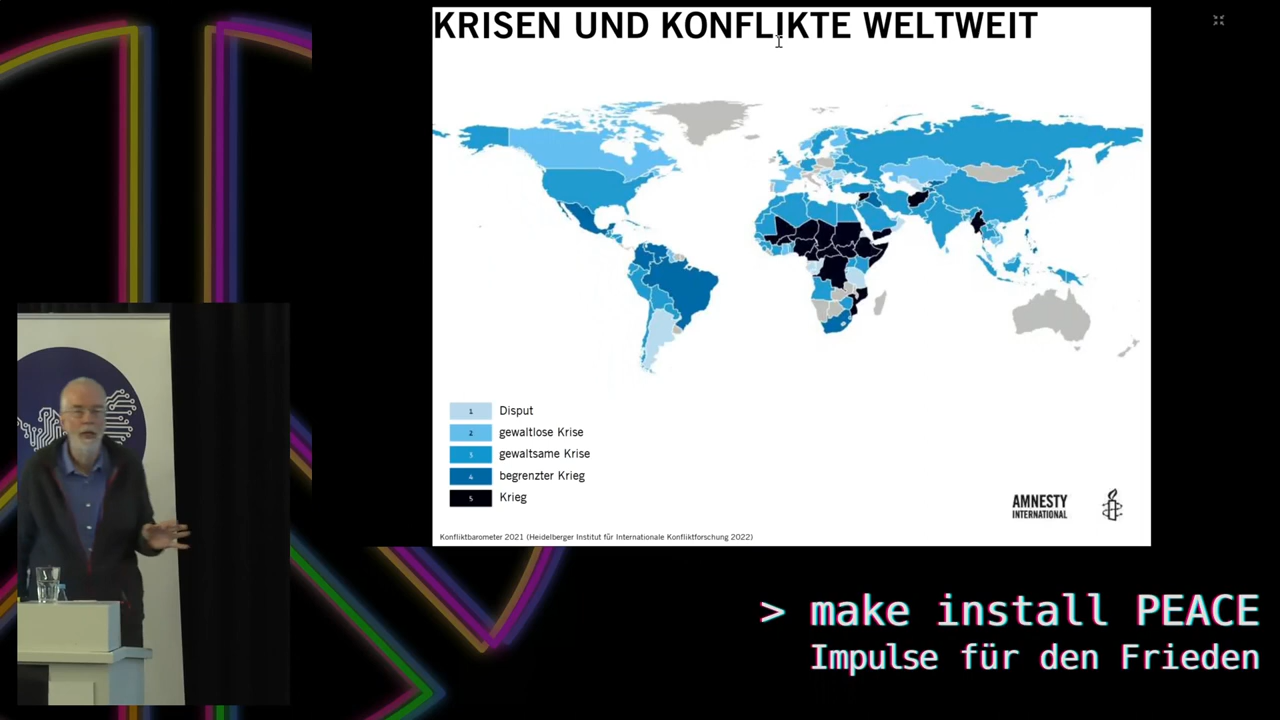 KRISEN UND KONFLIKTE WELTWEIT
1 Disput
2 gewaltlose Krise
3 gewaltsame Krise
4 begrenzter Krieg
5 Krieg
AMNESTY
INTERNATIONAL
Konfliktbarometer 2021 (Heidelberger Institut für Internationale Konfliktforschung 2022)
> make install PEACE
Impulse für den Frieden